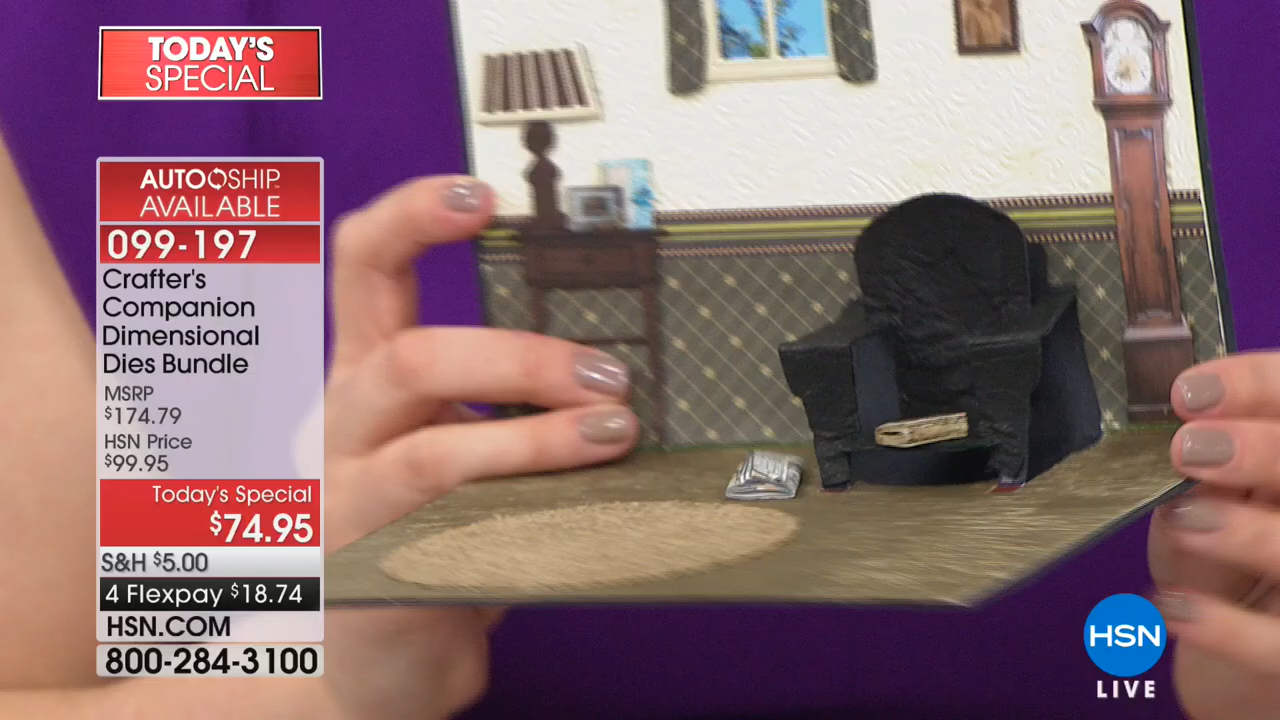 TODAY'S
SPECIAL
AUTOSHIP
AVAILABLE
099-197
Crafter's
Companion
Dimensional
Dies Bundle
MSRP
$174.79
HSN Price
$99.95
Today's Special
$74.95
S&H $5.00
4 Flexpay $18.74
HSN.COM
800-284-3100
HSN
LIVE